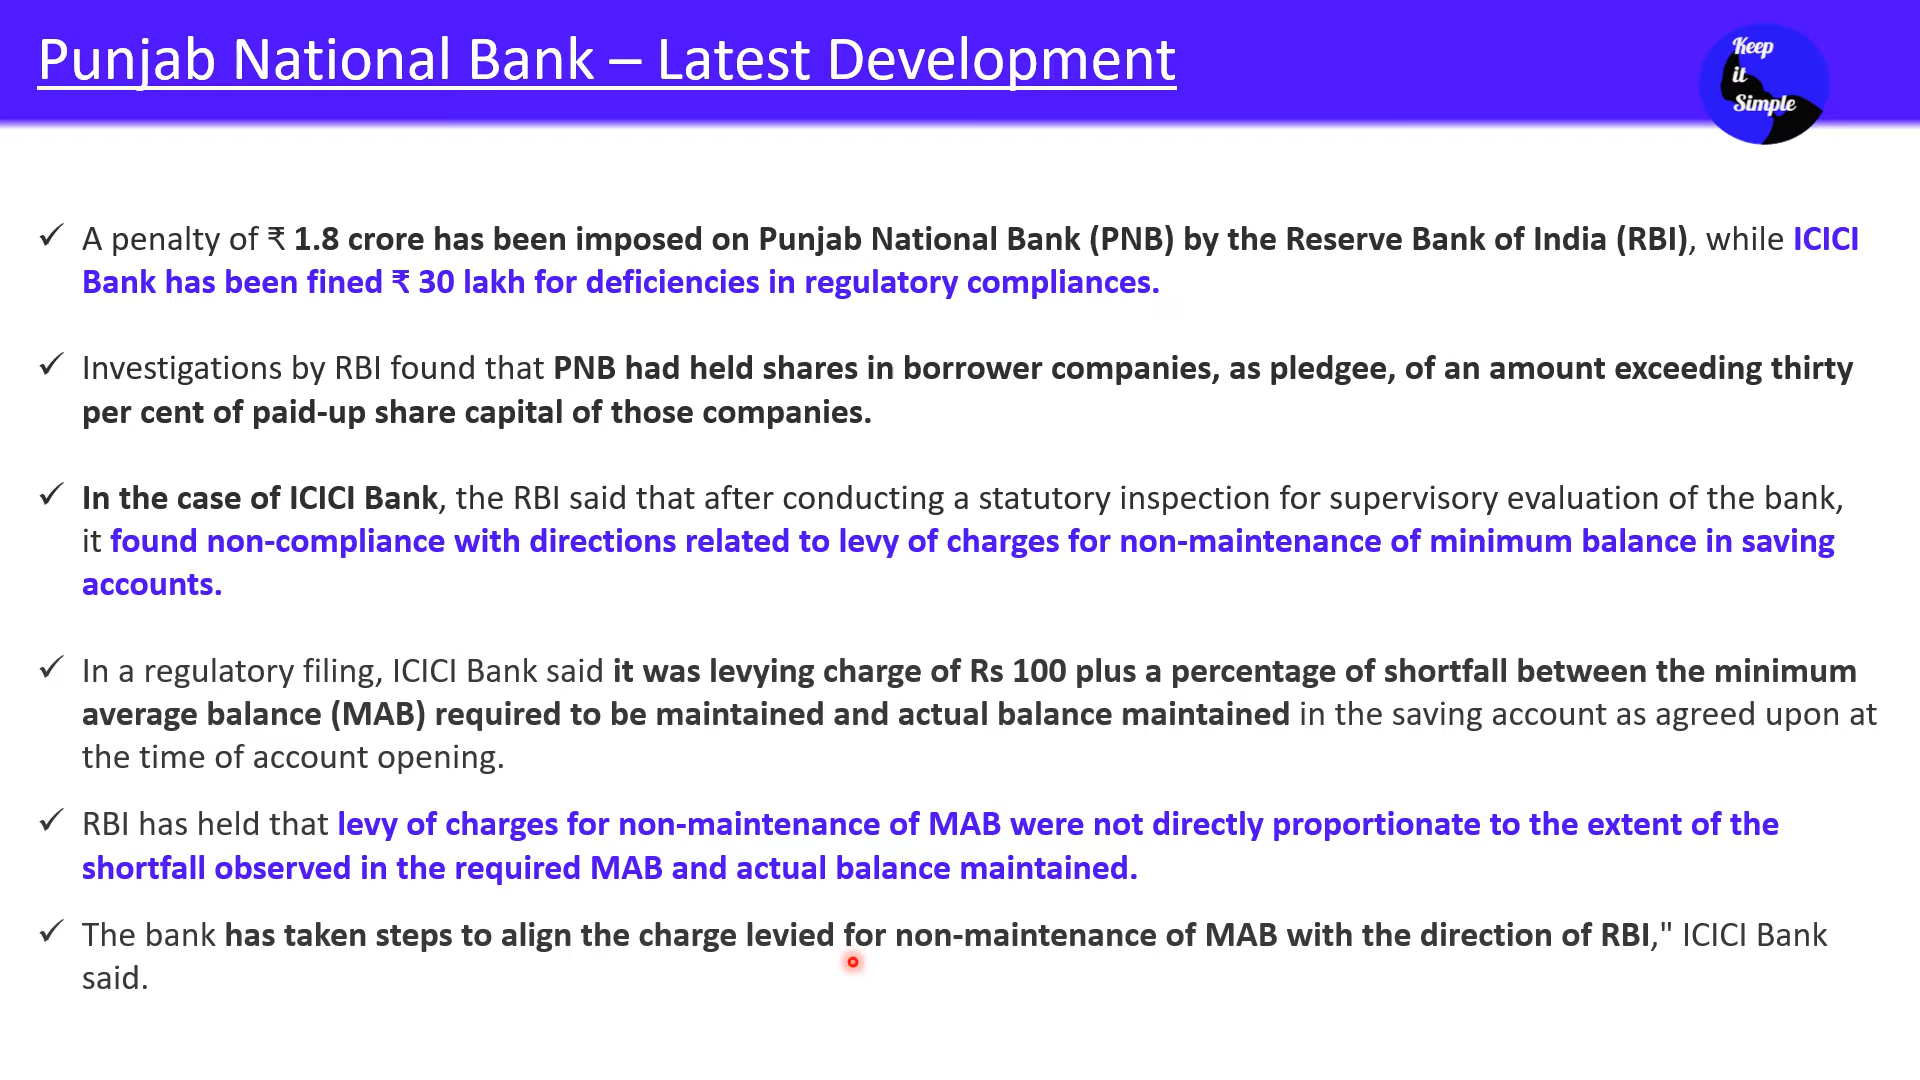 Punjab National Bank – Latest Development
Keep
it
Simple
✓ A penalty of ₹ 1.8 crore has been imposed on Punjab National Bank (PNB) by the Reserve Bank of India (RBI), while ICICI
Bank has been fined ₹ 30 lakh for deficiencies in regulatory compliances.
✓ Investigations by RBI found that PNB had held shares in borrower companies, as pledgee, of an amount exceeding thirty
per cent of paid-up share capital of those companies.
✓ In the case of ICICI Bank, the RBI said that after conducting a statutory inspection for supervisory evaluation of the bank,
it found non-compliance with directions related to levy of charges for non-maintenance of minimum balance in saving
accounts.
✓ In a regulatory filing, ICICI Bank said it was levying charge of Rs 100 plus a percentage of shortfall between the minimum
average balance (MAB) required to be maintained and actual balance maintained in the saving account as agreed upon at
the time of account opening.
✓ RBI has held that levy of charges for non-maintenance of MAB were not directly proportionate to the extent of the
shortfall observed in the required MAB and actual balance maintained.
✓ The bank has taken steps to align the charge levied for non-maintenance of MAB with the direction of RBI," ICICI Bank
said.